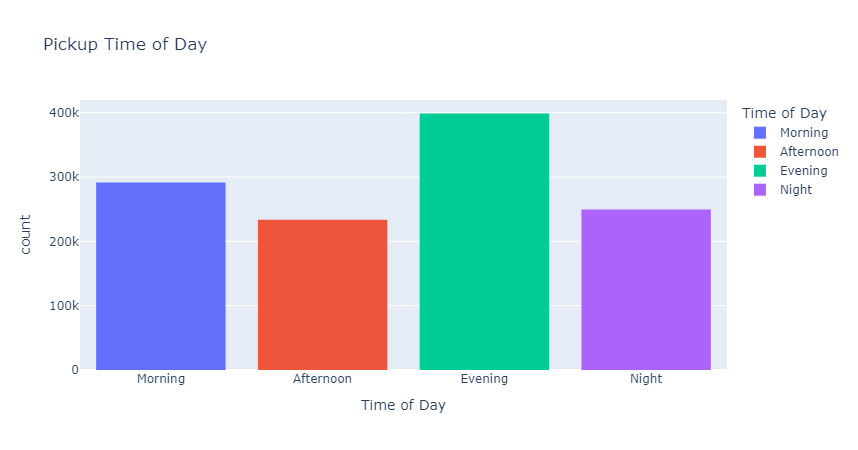 Pickup Time of Day
Time of Day
Morning
Afternoon
Evening
Night
400k
300k
200k
100k
0
count
Morning
Afternoon
Evening
Night
Time of Day